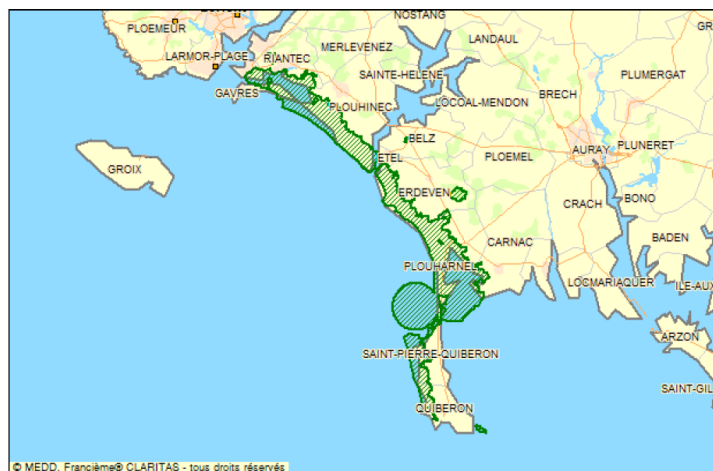 NOSTANG
PLOEMEUR
LANDAUL
MERLEVENEZ
LARMOR-PLAGE
RIANTEC
PLUMERGAT
SAINTE-HELENE
GAVRES
BRECH
PLOUHINEC
LOCOAL-MENDON
BELZ
AURAY
PLUNERET
ETEL
PLOEMEL
GROIX
ERDEVEN
CRACH
BONO
CARNAC
BADEN
PLOUHARNEL
LOCMARIAQUER
ILE-AUX
ARZON
SAINT-PIERRE-QUIBERON
SAINT-GIL
QUIBERON
© MEDD, Francième® CLARITAS - tous droits réservés